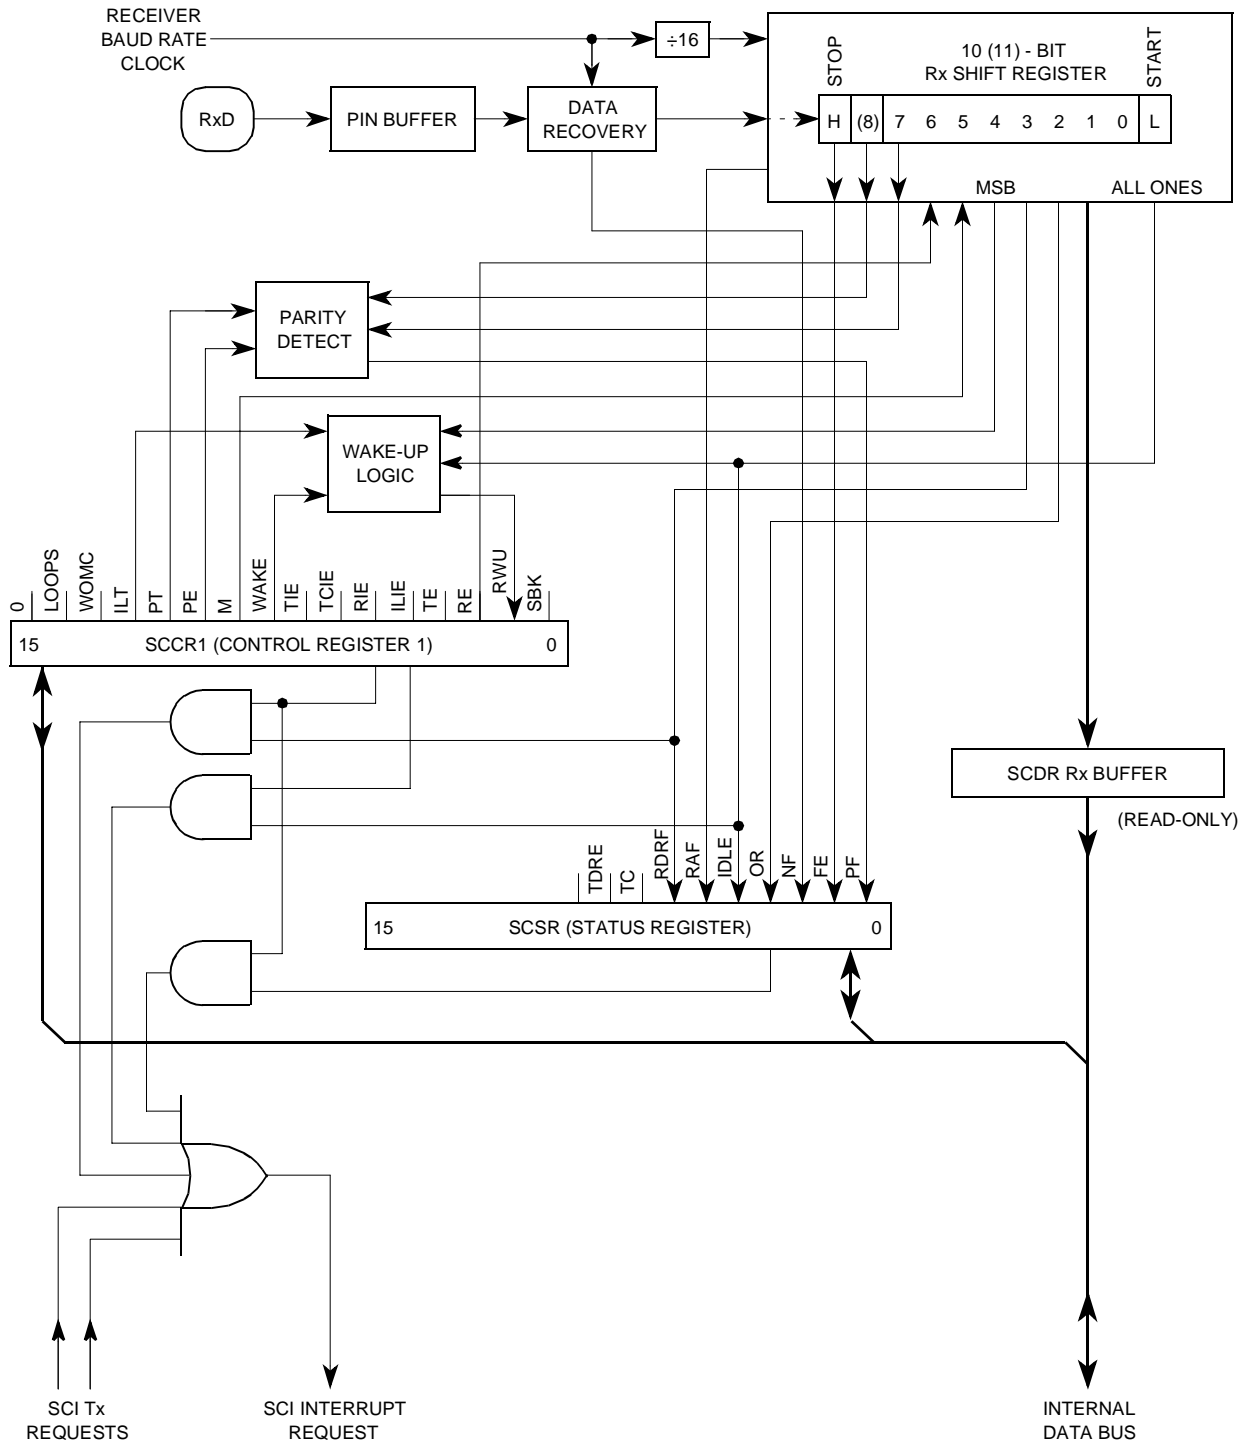 RECEIVER
BAUD RATE
CLOCK
÷16
STOP
10 (11) - BIT
Rx SHIFT REGISTER
START
RxD
PIN BUFFER
DATA
RECOVERY
H (8) 7 6 5 4 3 2 1 0 L
MSB
ALL ONES
PARITY
DETECT
WAKE-UP
LOGIC
0
LOOPS
WOMC
ILT
PT
PE
M
WAKE
TIE
TCIE
RIE
ILIE
TE
RE
RWU
SBK
15 SCCR1 (CONTROL REGISTER 1) 0
SCDR Rx BUFFER
(READ-ONLY)
TDRE
TC
RDRF
RAF
IDLE
OR
NF
FE
PF
15 SCSR (STATUS REGISTER) 0
SCI Tx
REQUESTS
SCI INTERRUPT
REQUEST
INTERNAL
DATA BUS